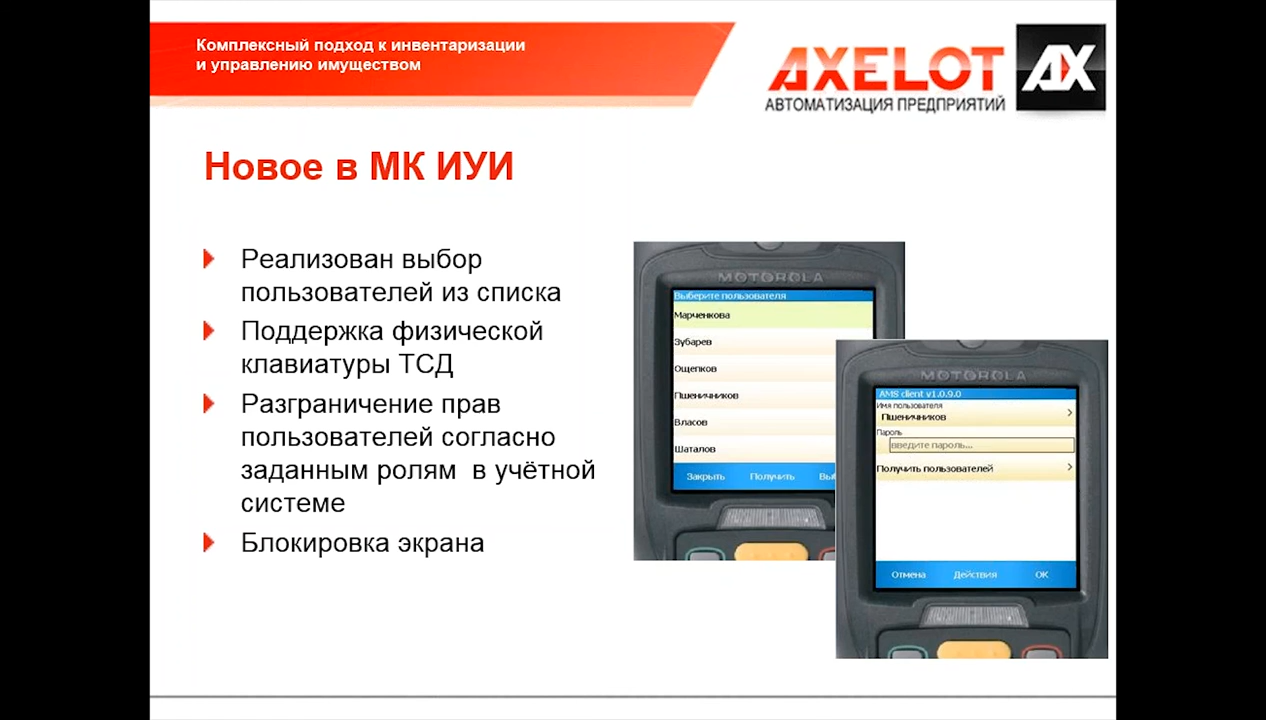 Комплексный подход к инвентаризации
и управлению имуществом
AXELOT
AX
АВТОМАТИЗАЦИЯ ПРЕДПРИЯТИЙ
Новое в МК ИУИ
Реализован выбор
пользователей из списка
Поддержка физической
клавиатуры ТСД
Разграничение прав
пользователей согласно
заданным ролям в учётной
системе
Блокировка экрана
MOTOROLA
Выберите пользователя
Марченкова
Зубарев
Ощепков
Пшеничников
Власов
Шаталов
Закрыть Получить Вы
MOTOROLA
AMS client v1.0.9.0
Имя пользователя
Пшеничников
Пароль
введите пароль...
Получить пользователей
Отмена Действия ОК